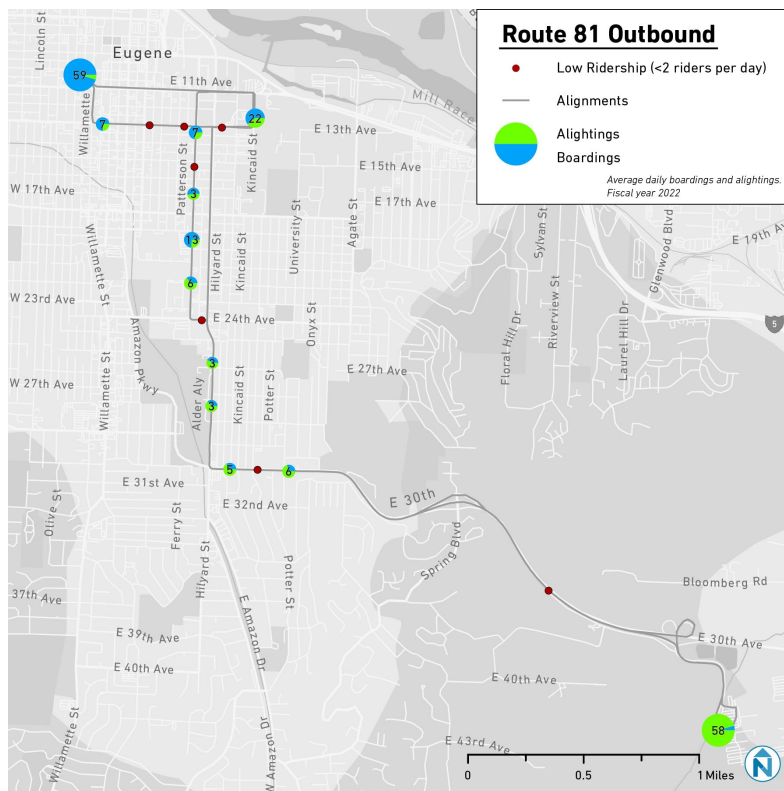 Route 81 Outbound
Low Ridership (<2 riders per day)
Alignments
Alightings
Boardings
Average daily boardings and alightings.
Fiscal year 2022
Lincoln St
Eugene
59
E 11th Ave
Mill Race
Willamette
7
7
22
E 13th Ave
Kincaid St
E 15th Ave
Patterson St
W 17th Ave
3
E 17th Ave
Agate St
University St
Sylvan St
Glenwood Blvd
E 19th Av
Willamette St
13
Hilyard St
Kincaid St
6
W 23rd Ave
E 24th Ave
Onyx St
Riverview St
Floral Hill Dr
Laurel Hill Dr
5
Amazon Pkwy
Willamette St
3
E 27th Ave
W 27th Ave
Alder Aly
3
Kincaid St
Potter St
5
6
E 31st Ave
E 32nd Ave
E 30th
Olive St
Ferry St
Hilyard St
Spring Blvd
Potter St
Bloomberg Rd
37th Ave
E Amazon Dr
E 39th Ave
E 30th Ave
E 40th Ave
E 40th Ave
Willamette St
W Amazon Dr
58
E 43rd Ave
0
0.5
1 Miles
N